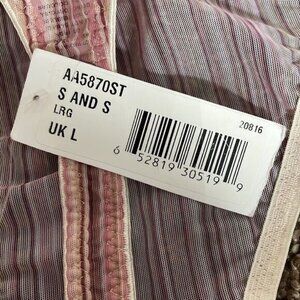 AA5870ST
S AND S
LRG
UK L
20816
6 52819 30519 9